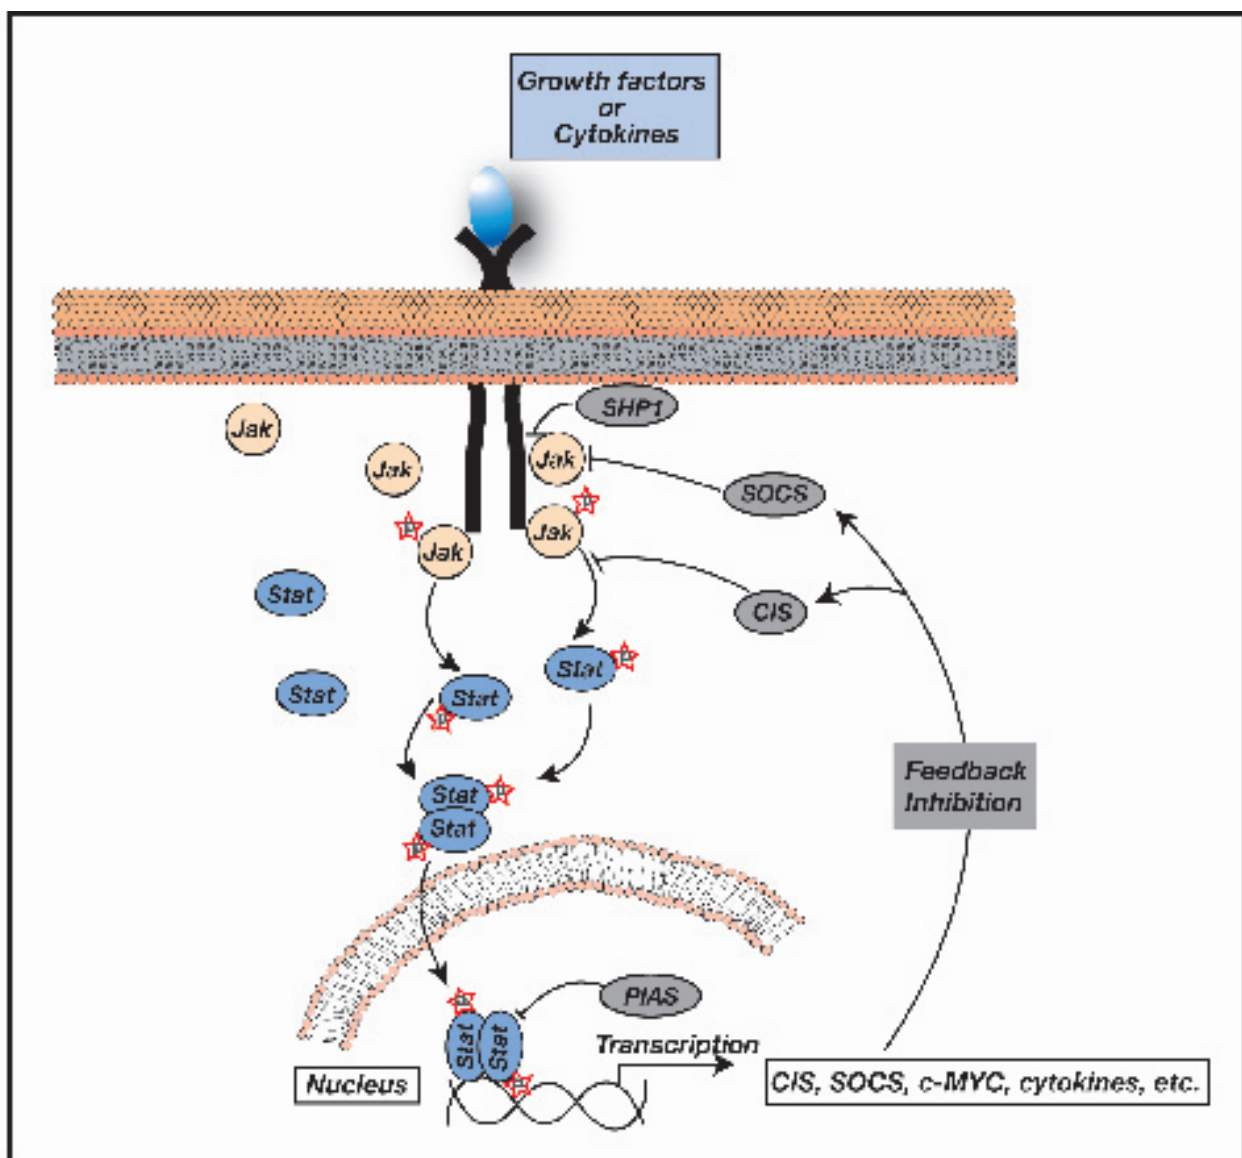 Growth factors
or
Cytokines
SHP1
Jak
Jak
Jak
SOCS
P
P
Jak
Jak
Stat
CIS
Stat
P
Stat
Stat
P
Feedback
Inhibition
Stat
P
Stat
P
PIAS
P
Stat
Stat
Transcription
Nucleus
P
CIS, SOCS, c-MYC, cytokines, etc.